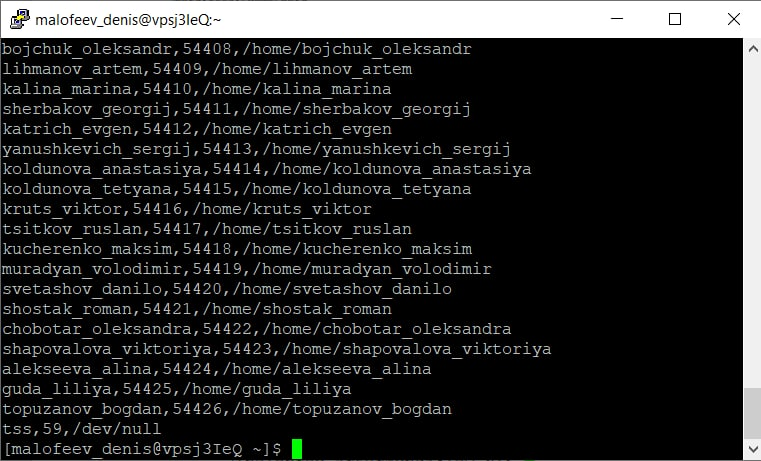 malofeev_denis@vpsj3IeQ:~
bojchuk_oleksandr,54408,/home/bojchuk_oleksandr
lihmanov_artem,54409,/home/lihmanov_artem
kalina_marina,54410,/home/kalina_marina
sherbakov_georgij,54411,/home/sherbakov_georgij
katrich_evgen,54412,/home/katrich_evgen
yanushkevich_sergij,54413,/home/yanushkevich_sergij
koldunova_anastasiya,54414,/home/koldunova_anastasiya
koldunova_tetyana,54415,/home/koldunova_tetyana
kruts_viktor,54416,/home/kruts_viktor
tsitkov_ruslan,54417,/home/tsitkov_ruslan
kucherenko_maksim,54418,/home/kucherenko_maksim
muradyan_volodimir,54419,/home/muradyan_volodimir
svetashov_danilo,54420,/home/svetashov_danilo
shostak_roman,54421,/home/shostak_roman
chobotar_oleksandra,54422,/home/chobotar_oleksandra
shapovalova_viktoriya,54423,/home/shapovalova_viktoriya
alekseeva_alina,54424,/home/alekseeva_alina
guda_liliya,54425,/home/guda_liliya
topuzanov_bogdan,54426,/home/topuzanov_bogdan
tss,59,/dev/null
[malofeev_denis@vpsj3IeQ ~]$